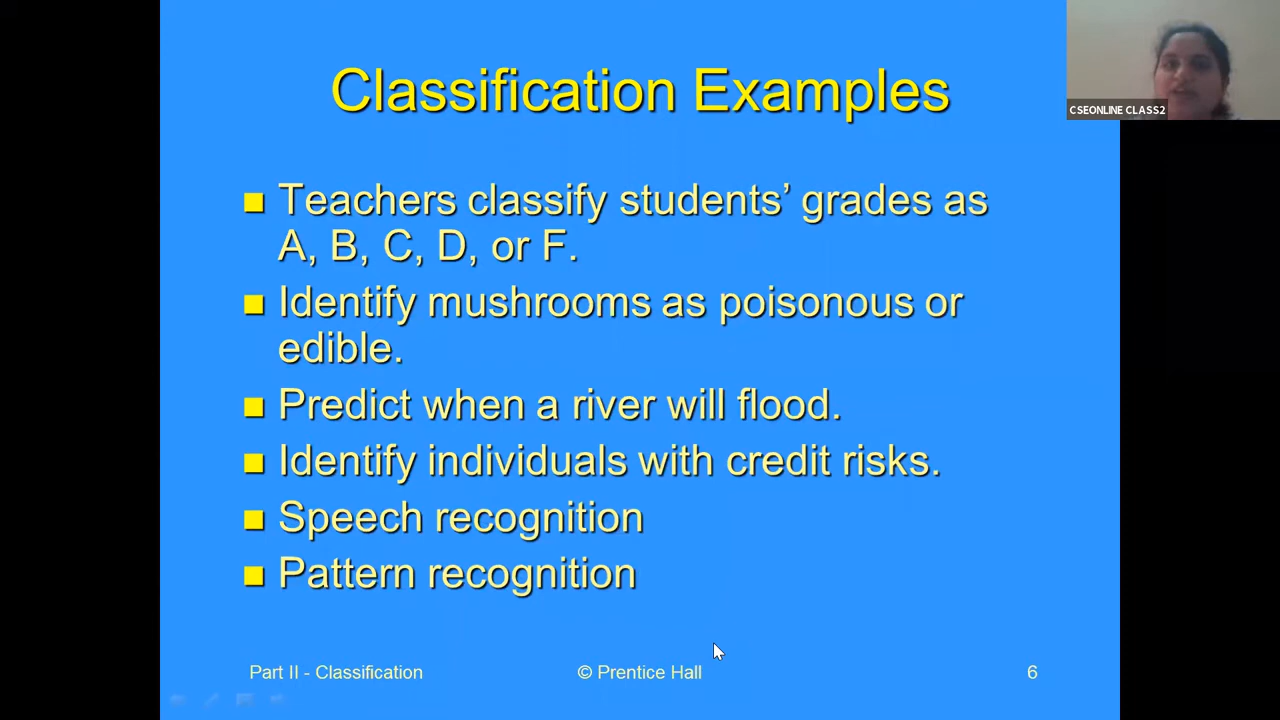 Classification Examples
CSEONLINE CLASS2
Teachers classify students’ grades as
A, B, C, D, or F.
Identify mushrooms as poisonous or
edible.
Predict when a river will flood.
Identify individuals with credit risks.
Speech recognition
Pattern recognition
Part II - Classification
© Prentice Hall
6